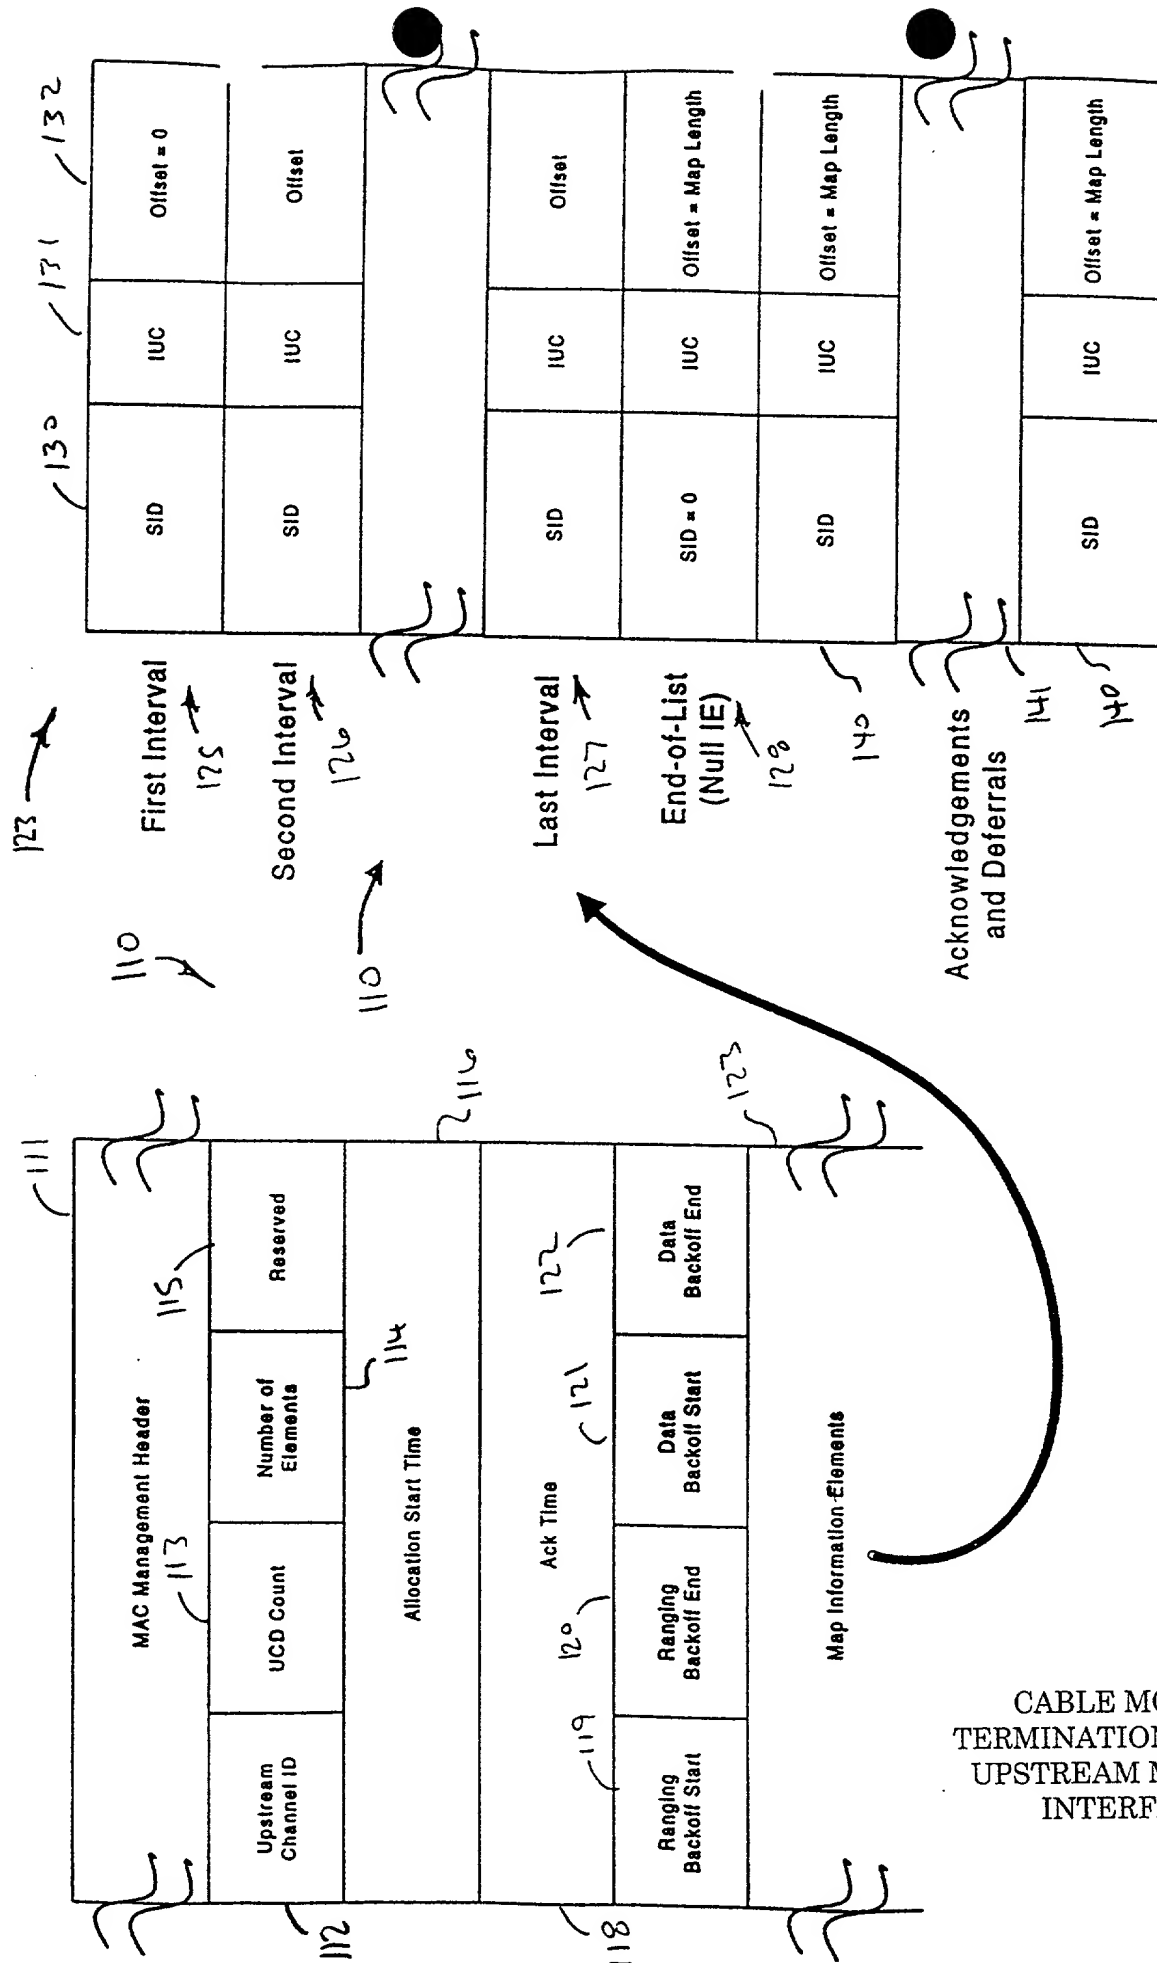 111
MAC Management Header
112
113
114
115
Upstream
Channel ID
UCD Count
Number of
Elements
Reserved
Allocation Start Time
116
Ack Time
118
119
120
121
122
Ranging
Backoff Start
Ranging
Backoff End
Data
Backoff Start
Data
Backoff End
Map Information Elements
123
110
110
123
130
131
132
First Interval
125
SID
IUC
Offset = 0
Second Interval
126
SID
IUC
Offset
Last Interval
127
SID
IUC
Offset
End-of-List
(Null IE)
128
SID = 0
IUC
Offset = Map Length
140
SID
IUC
Offset = Map Length
Acknowledgements
and Deferrals
141
140
SID
IUC
Offset = Map Length
CABLE MO
TERMINATION
UPSTREAM M
INTERF